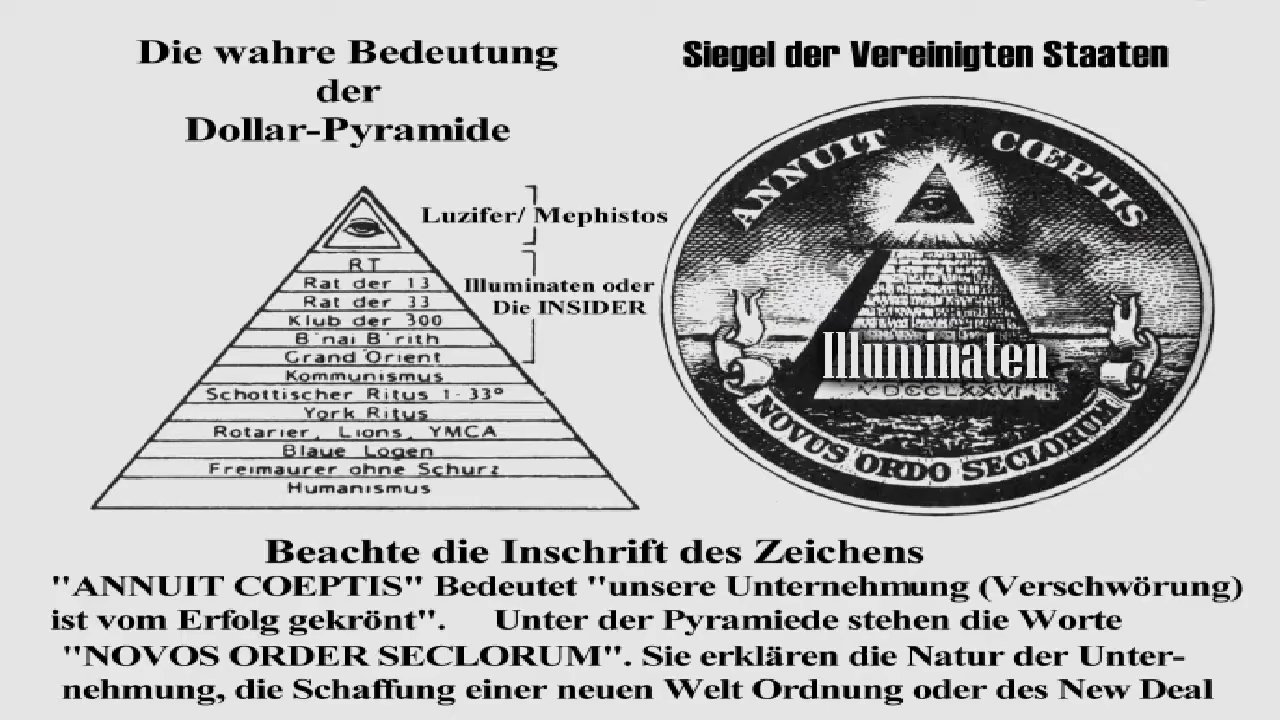 Die wahre Bedeutung
der
Dollar-Pyramide
Luzifer/ Mephistos
RT
Rat der 13
Rat der 33
Klub der 300
B'nai B'rith
Grand Orient
Kommunismus
Schottischer Ritus 1-33°
York Ritus
Rotarier, Lions, YMCA
Blaue Logen
Freimaurer ohne Schurz
Humanismus
Illuminaten oder
Die INSIDER
Siegel der Vereinigten Staaten
ANNUIT CŒPTIS
Illuminaten
MDCCLXXVI
NOVUS ORDO SECLORUM
Beachte die Inschrift des Zeichens
"ANNUIT COEPTIS" Bedeutet "unsere Unternehmung (Verschwörung)
ist vom Erfolg gekrönt". Unter der Pyramiede stehen die Worte
"NOVOS ORDER SECLORUM". Sie erklären die Natur der Unter-
nehmung, die Schaffung einer neuen Welt Ordnung oder des New Deal